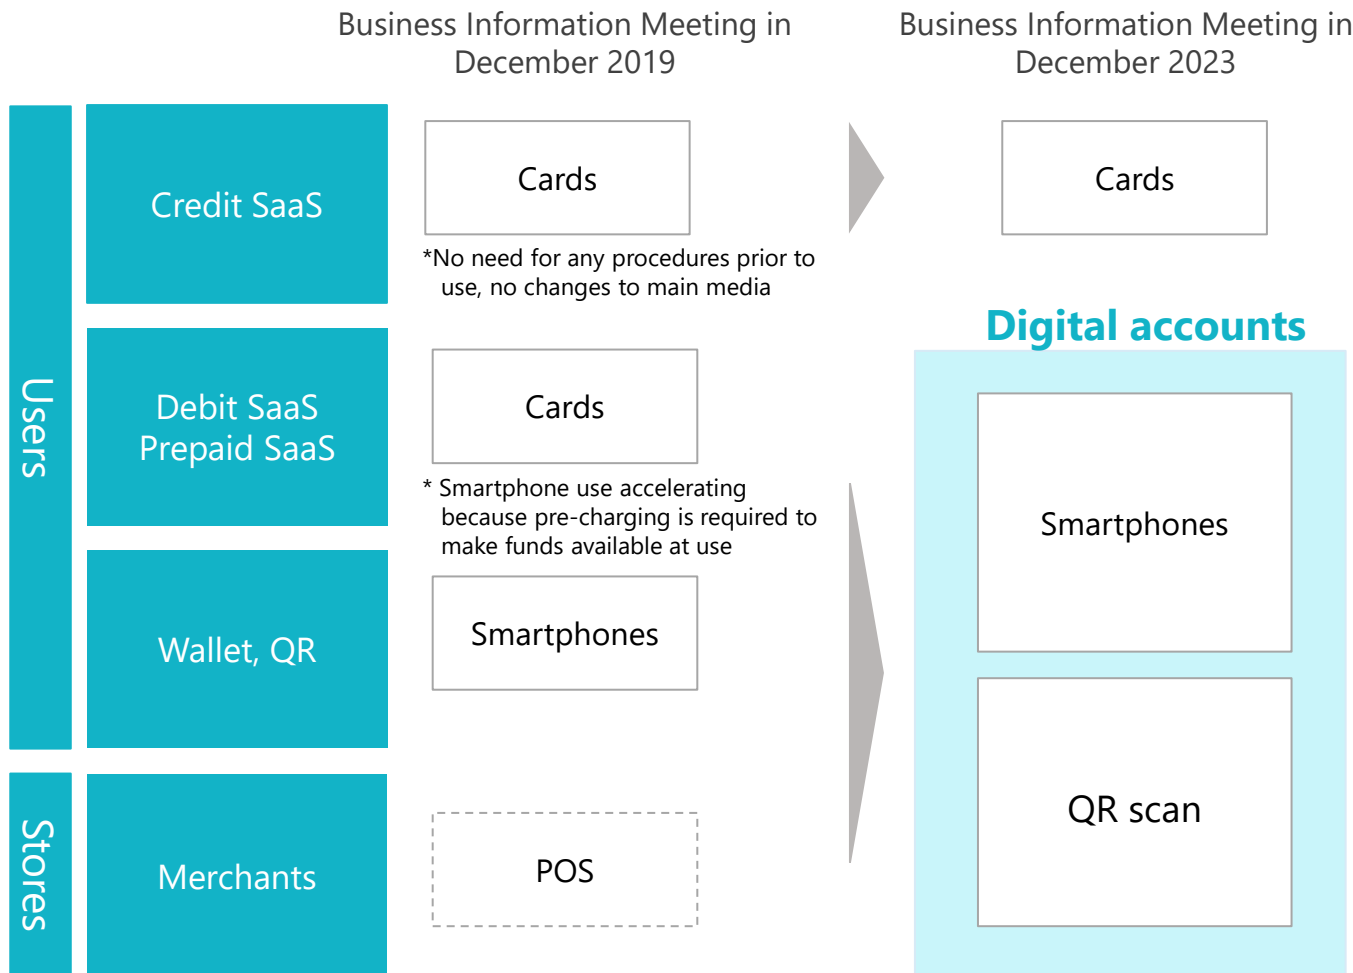 Business Information Meeting in
December 2019
Business Information Meeting in
December 2023
Users
Credit SaaS
Cards
*No need for any procedures prior to
use, no changes to main media
Cards
Debit SaaS
Prepaid SaaS
Cards
* Smartphone use accelerating
because pre-charging is required to
make funds available at use
Wallet, QR
Smartphones
Digital accounts
Smartphones
QR scan
Stores
Merchants
POS